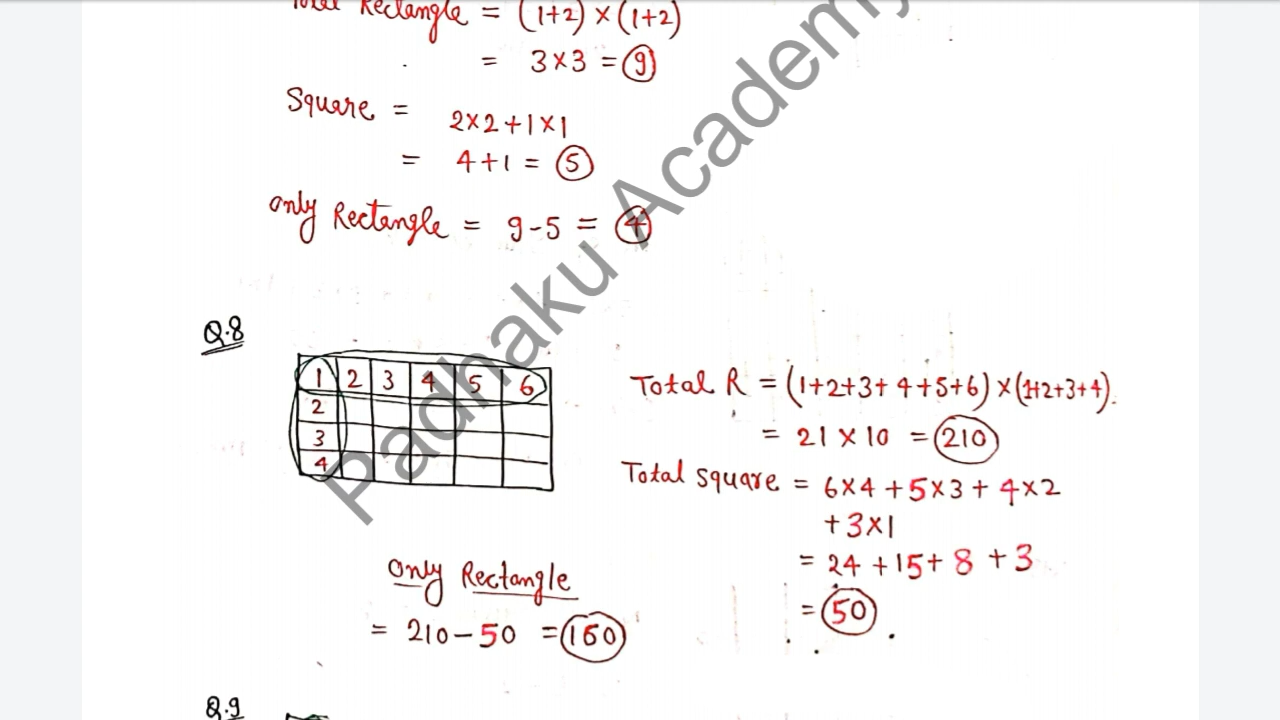 Total Rectangle = (1+2) × (1+2)
= 3×3 = 9
Square = 2×2+1×1
= 4+1 = 5
Only Rectangle = 9-5 = 4
Padhaku Academy
Q.8
1 2 3 4 5 6
2
3
4
Total R = (1+2+3+4+5+6) × (1+2+3+4).
= 21 × 10 = 210
Total square = 6×4 + 5×3 + 4×2
+ 3×1
= 24 + 15 + 8 + 3
= 50
Only Rectangle
= 210 - 50 = 160
Q.9